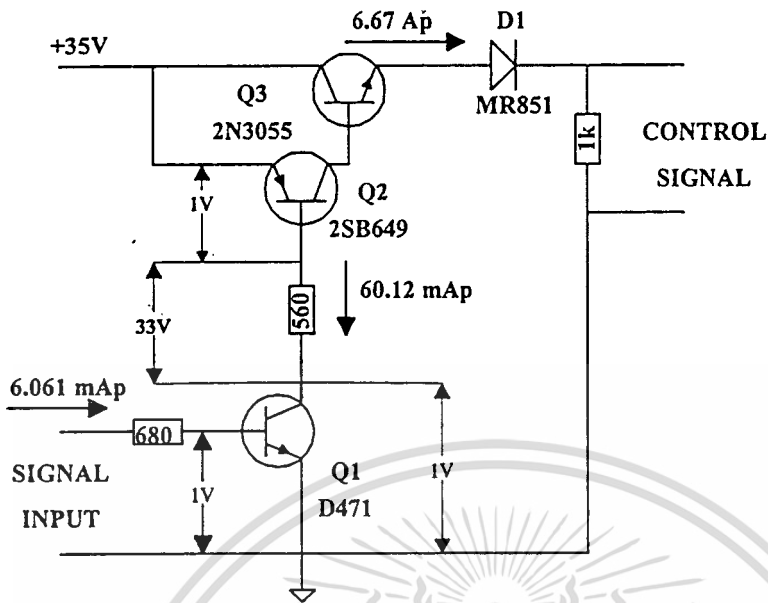 6.67 Ap
D1
+35V
Q3
2N3055
MR851
1k
CONTROL
SIGNAL
1V
Q2
2SB649
560
60.12 mAp
33V
6.061 mAp
680
SIGNAL
INPUT
1V
Q1
D471
1V